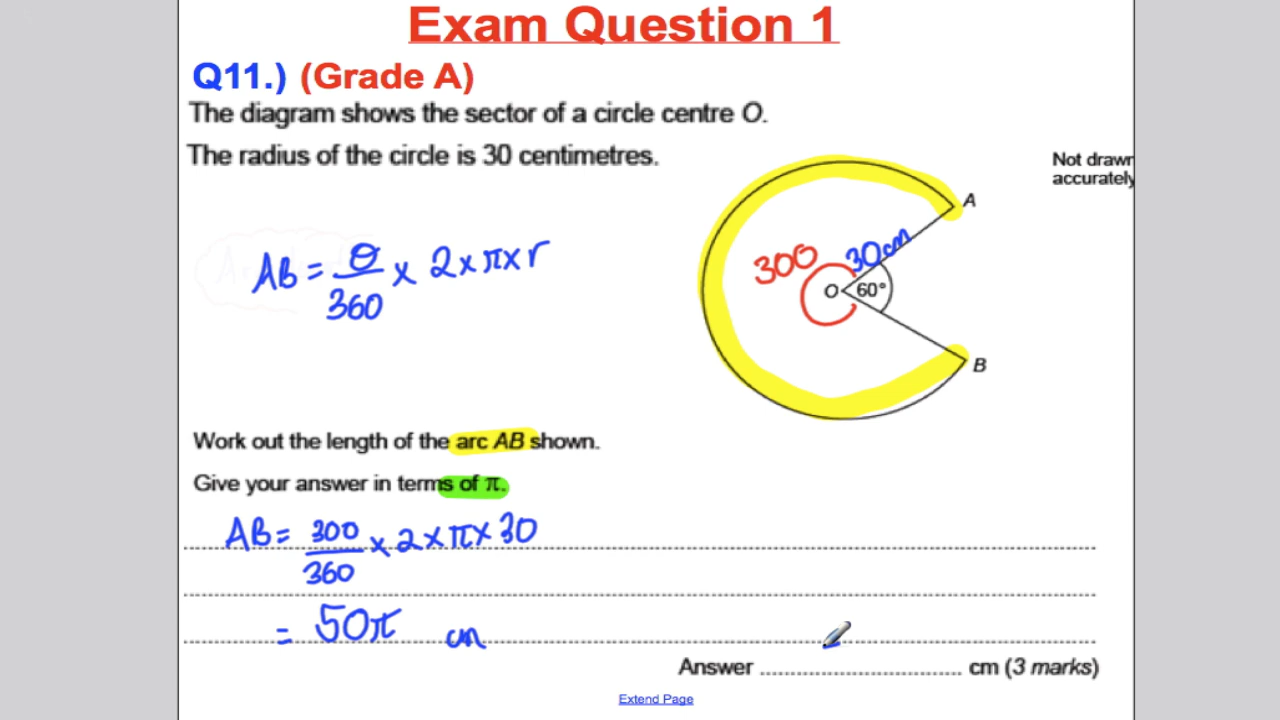 Exam Question 1
Q11.) (Grade A)
The diagram shows the sector of a circle centre O.
The radius of the circle is 30 centimetres.
Not drawn
accurately
A
AB = θ/360 × 2 × π × r
300
30cm
O
60°
B
Work out the length of the arc AB shown.
Give your answer in terms of π.
AB = 300/360 × 2 × π × 30
= 50π cm
Answer .................................. cm (3 marks)
Extend Page